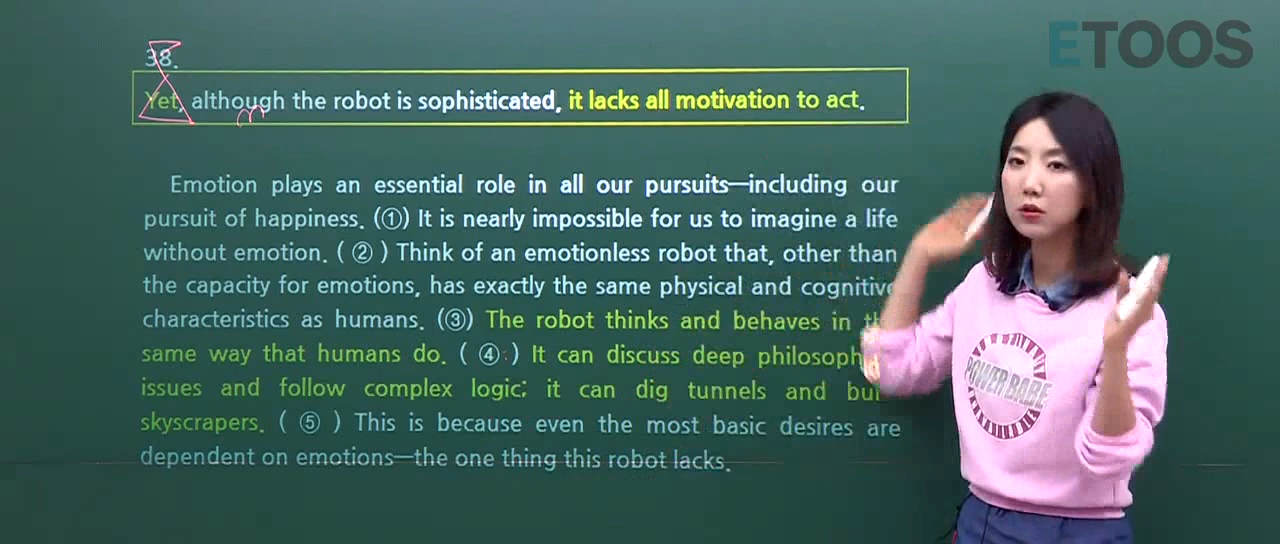 ETOOS
38.
Yet, although the robot is sophisticated, it lacks all motivation to act.
Emotion plays an essential role in all our pursuits—including our
pursuit of happiness. (①) It is nearly impossible for us to imagine a life
without emotion. ( ② ) Think of an emotionless robot that, other than
the capacity for emotions, has exactly the same physical and cognitive
characteristics as humans. (③) The robot thinks and behaves in
same way that humans do. ( ④ ) It can discuss deep
issues and follow complex logic; it can dig tunnels and
skyscrapers. ( ⑤ ) This is because even the most basic desires are
dependent on emotions—the one thing this robot lacks.
POWER BABE